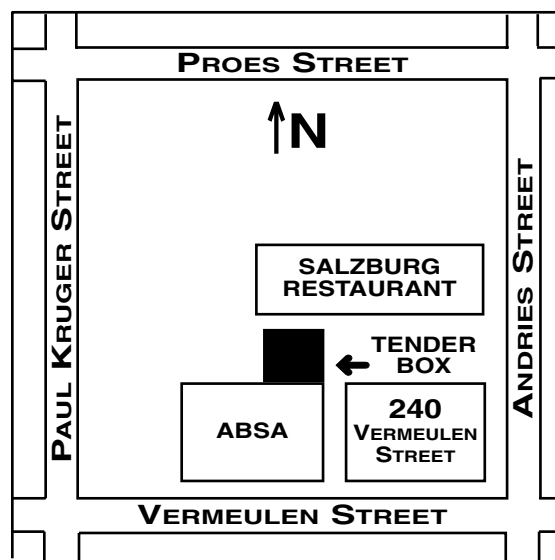 PROES STREET
N
PAUL KRUGER STREET
ANDRIES STREET
SALZBURG
RESTAURANT
TENDER
BOX
ABSA
240
VERMEULEN
STREET
VERMEULEN STREET